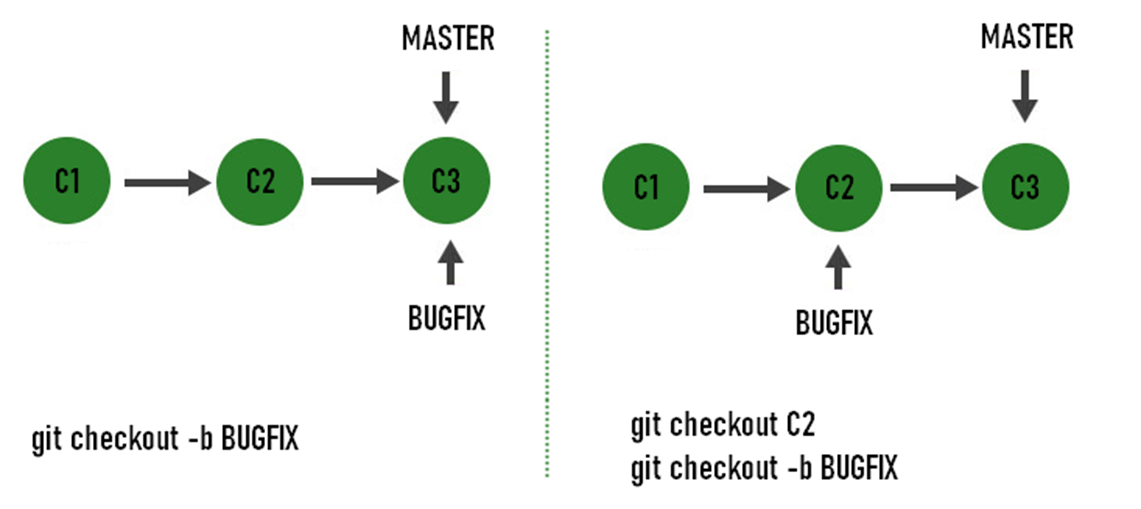 MASTER
C1
C2
C3
BUGFIX
git checkout -b BUGFIX
MASTER
C1
C2
C3
BUGFIX
git checkout C2
git checkout -b BUGFIX